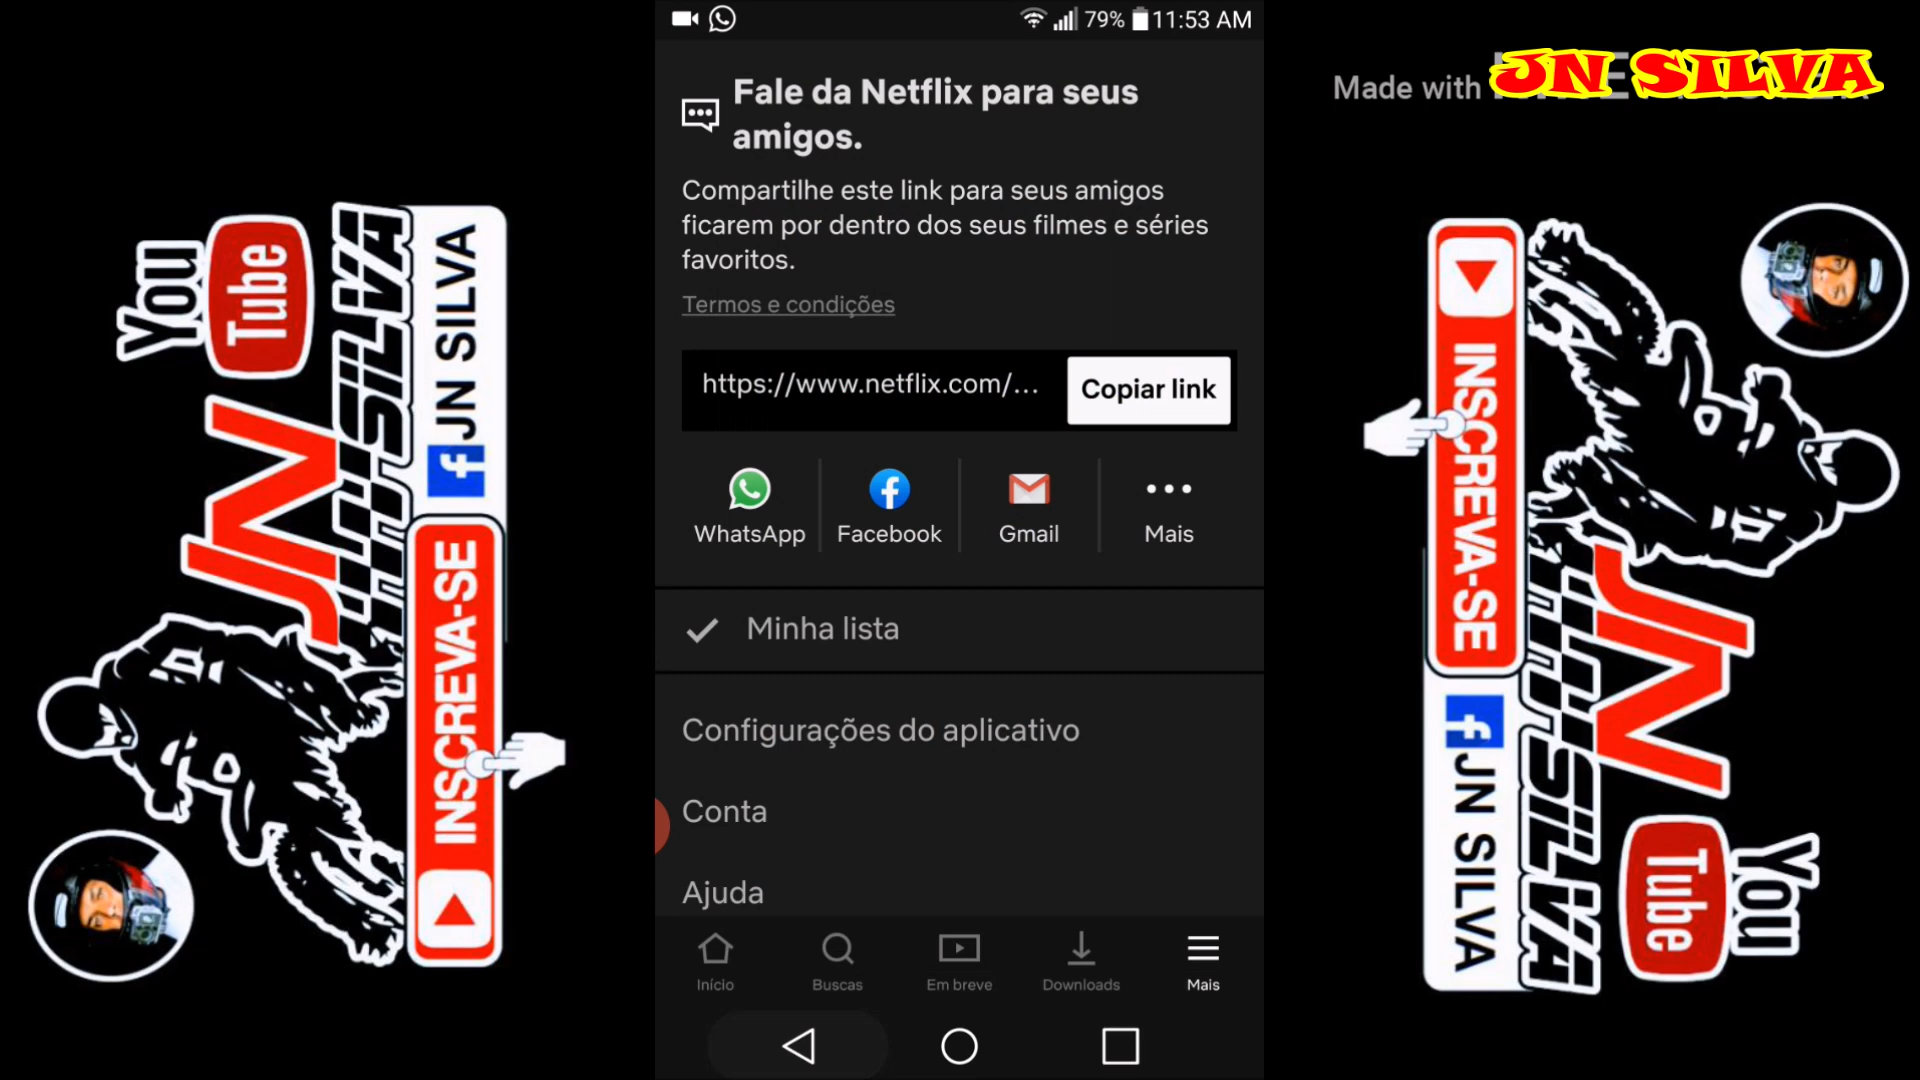 79% 11:53 AM
Made with
JN SILVA
Fale da Netflix para seus
amigos.
Compartilhe este link para seus amigos
ficarem por dentro dos seus filmes e séries
favoritos.
Termos e condições
https://www.netflix.com/...
Copiar link
WhatsApp
Facebook
Gmail
Mais
Minha lista
Configurações do aplicativo
Conta
Ajuda
Início
Buscas
Em breve
Downloads
Mais
You
Tube
JN
SILVA
JN SILVA
INSCREVA-SE
INSCREVA-SE
JN SILVA
JN
SILVA
You
Tube